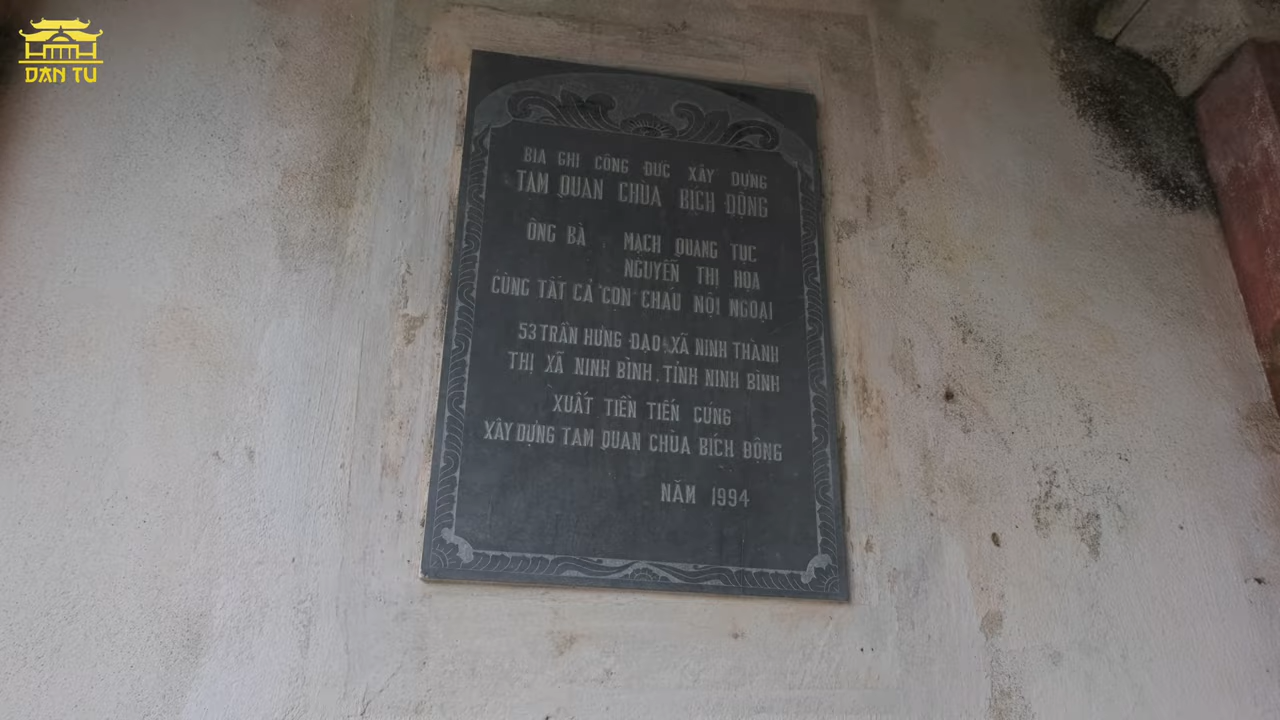 DAN TU
BIA GHI CÔNG ĐỨC XÂY DỰNG
TAM QUAN CHÙA BÍCH ĐỘNG
ÔNG BÀ : MẠCH QUANG TỤC
NGUYỄN THỊ HOA
CÙNG TẤT CẢ CON CHÁU NỘI NGOẠI
53 TRẦN HƯNG ĐẠO XÃ NINH THÀNH
THỊ XÃ NINH BÌNH. TỈNH NINH BÌNH
XUẤT TIỀN TIẾN CÚNG
XÂY DỰNG TAM QUAN CHÙA BÍCH ĐỘNG
NĂM 1994